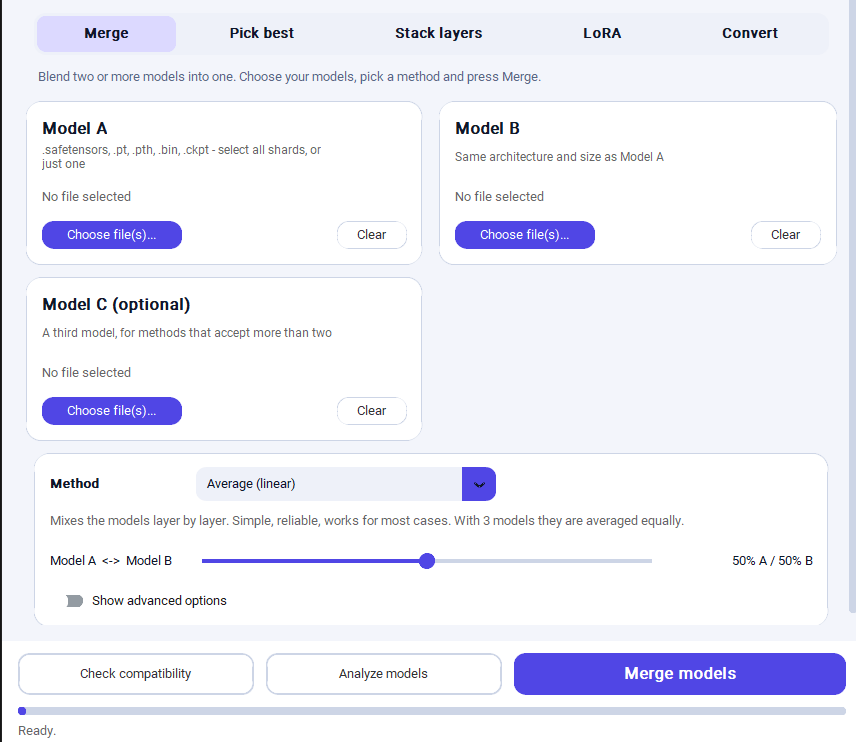 Merge
Pick best
Stack layers
LoRA
Convert
Blend two or more models into one. Choose your models, pick a method and press Merge.
Model A
.safetensors, .pt, .pth, .bin, .ckpt - select all shards, or
just one
No file selected
Choose file(s)...
Clear
Model B
Same architecture and size as Model A
No file selected
Choose file(s)...
Clear
Model C (optional)
A third model, for methods that accept more than two
No file selected
Choose file(s)...
Clear
Method
Average (linear)
Mixes the models layer by layer. Simple, reliable, works for most cases. With 3 models they are averaged equally.
Model A <-> Model B
50% A / 50% B
Show advanced options
Check compatibility
Analyze models
Merge models
Ready.